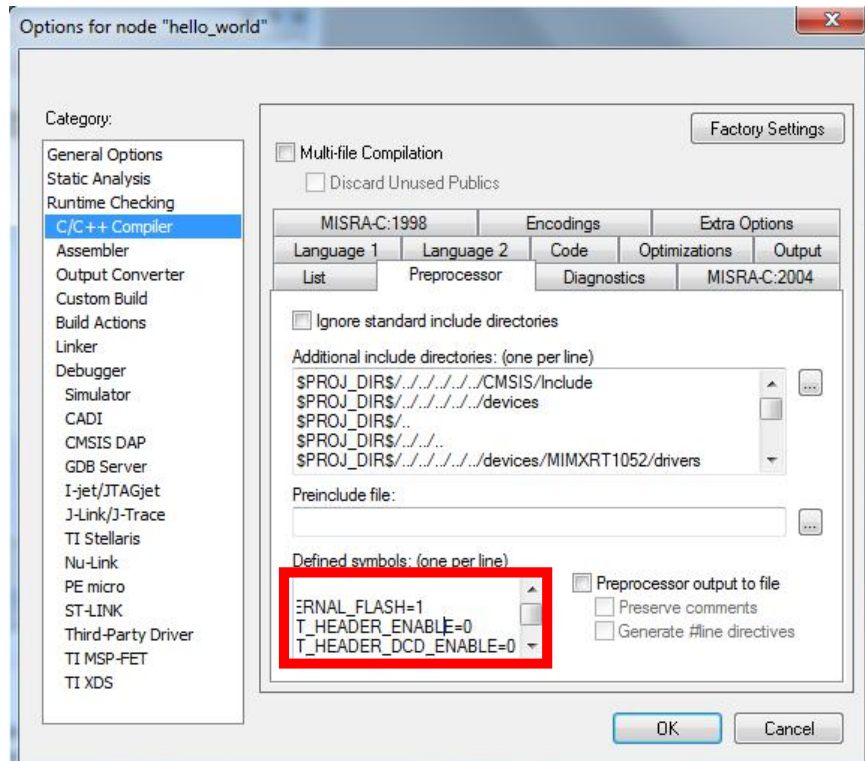 Options for node "hello_world"
Category:
General Options
Static Analysis
Runtime Checking
C/C++ Compiler
Assembler
Output Converter
Custom Build
Build Actions
Linker
Debugger
Simulator
CADI
CMSIS DAP
GDB Server
I-jet/JTAGjet
J-Link/J-Trace
TI Stellaris
Nu-Link
PE micro
ST-LINK
Third-Party Driver
TI MSP-FET
TI XDS
Factory Settings
Multi-file Compilation
Discard Unused Publics
MISRA-C:1998 Encodings Extra Options
Language 1 Language 2 Code Optimizations Output
List Preprocessor Diagnostics MISRA-C:2004
Ignore standard include directories
Additional include directories: (one per line)
$PROJ_DIR$/../../../../../CMSIS/Include
$PROJ_DIR$/../../../../../devices
$PROJ_DIR$/..
$PROJ_DIR$/../../..
$PROJ_DIR$/../../../../../devices/MIMXRT1052/drivers
...
Preinclude file:
...
Defined symbols: (one per line)
ERNAL_FLASH=1
T_HEADER_ENABLE=0
T_HEADER_DCD_ENABLE=0
Preprocessor output to file
Preserve comments
Generate #line directives
OK Cancel